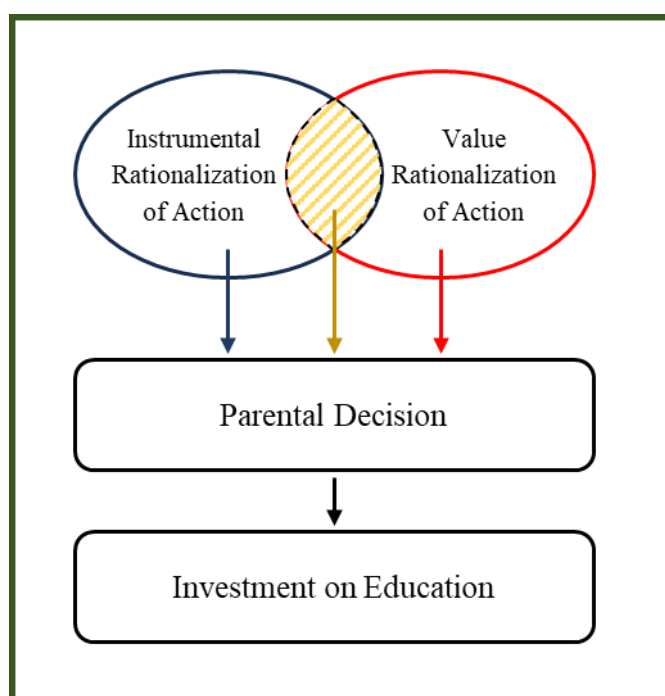 Instrumental
Rationalization
of Action
Value
Rationalization
of Action
Parental Decision
Investment on Education